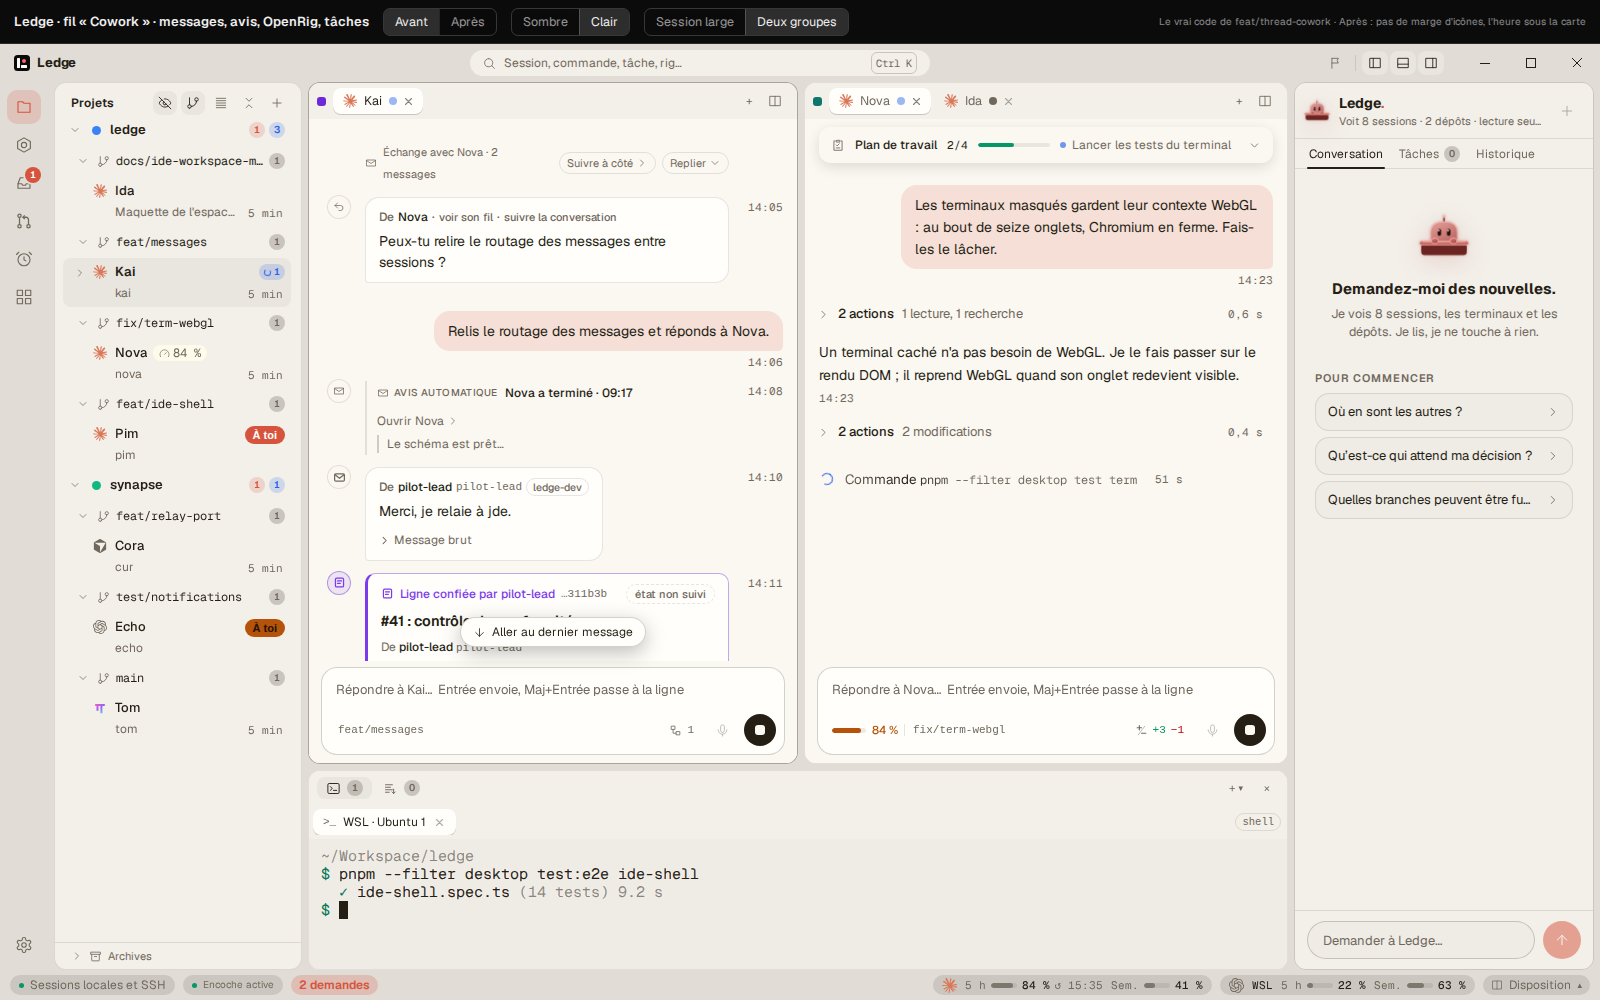 Ledge · fil « Cowork » · messages, avis, OpenRig, tâches
Avant Après
Sombre Clair
Session large Deux groupes
Le vrai code de feat/thread-cowork · Après : pas de marge d'icônes, l'heure sous la carte
Ledge
Session, commande, tâche, rig… Ctrl K
Projets
ledge 1 3
docs/ide-workspace-m… 1
Ida
Maquette de l'espac… 5 min
feat/messages 1
Kai 1
kai 5 min
fix/term-webgl 1
Nova 84 %
nova 5 min
feat/ide-shell 1
Pim À toi
pim
synapse 1 1
feat/relay-port 1
Cora
cur 5 min
test/notifications 1
Echo À toi
echo
main 1
Tom
tom 5 min
Archives
1
Kai
Échange avec Nova · 2
messages
Suivre à côté Replier
De Nova · voir son fil · suivre la conversation 14:05
Peux-tu relire le routage des messages entre
sessions ?
Relis le routage des messages et réponds à Nova.
14:06
AVIS AUTOMATIQUE Nova a terminé · 09:17 14:08
Ouvrir Nova
Le schéma est prêt…
De pilot-lead pilot-lead ledge-dev 14:10
Merci, je relaie à jde.
Message brut
Ligne confiée par pilot-lead …311b3b état non suivi 14:11
#41 : contrôl
Aller au dernier message
De pilot-lead pilot-lead
Répondre à Kai… Entrée envoie, Maj+Entrée passe à la ligne
feat/messages 1
Nova Ida
Plan de travail 2/4 Lancer les tests du terminal
Les terminaux masqués gardent leur contexte WebGL
: au bout de seize onglets, Chromium en ferme. Fais-
les le lâcher.
14:23
2 actions 1 lecture, 1 recherche 0,6 s
Un terminal caché n'a pas besoin de WebGL. Je le fais passer sur le
rendu DOM ; il reprend WebGL quand son onglet redevient visible.
14:23
2 actions 2 modifications 0,4 s
Commande pnpm --filter desktop test term 51 s
Répondre à Nova… Entrée envoie, Maj+Entrée passe à la ligne
84 % fix/term-webgl +3 −1
1 0
>_ WSL · Ubuntu 1 shell
~/Workspace/ledge
$ pnpm --filter desktop test:e2e ide-shell
✓ ide-shell.spec.ts (14 tests) 9.2 s
$
Ledge.
Voit 8 sessions · 2 dépôts · lecture seu…
Conversation Tâches 0 Historique
Demandez-moi des nouvelles.
Je vois 8 sessions, les terminaux et les
dépôts. Je lis, je ne touche à rien.
POUR COMMENCER
Où en sont les autres ?
Qu'est-ce qui attend ma décision ?
Quelles branches peuvent être fu…
Demander à Ledge…
Sessions locales et SSH Encoche active 2 demandes
5 h 84 % ↺ 15:35 Sem. 41 % WSL 5 h 22 % Sem. 63 % Disposition